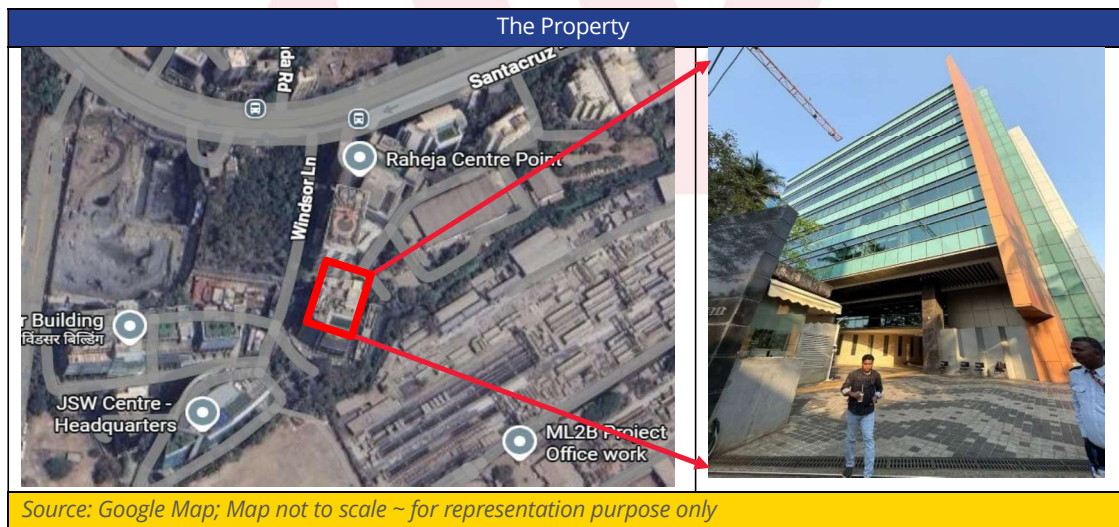 The Property
nda Rd
Santacruz
Raheja Centre Point
Windsor Ln
r Building
विंडसर बिल्डिंग
JSW Centre -
Headquarters
ML2B Project
Office work
Source: Google Map; Map not to scale ~ for representation purpose only